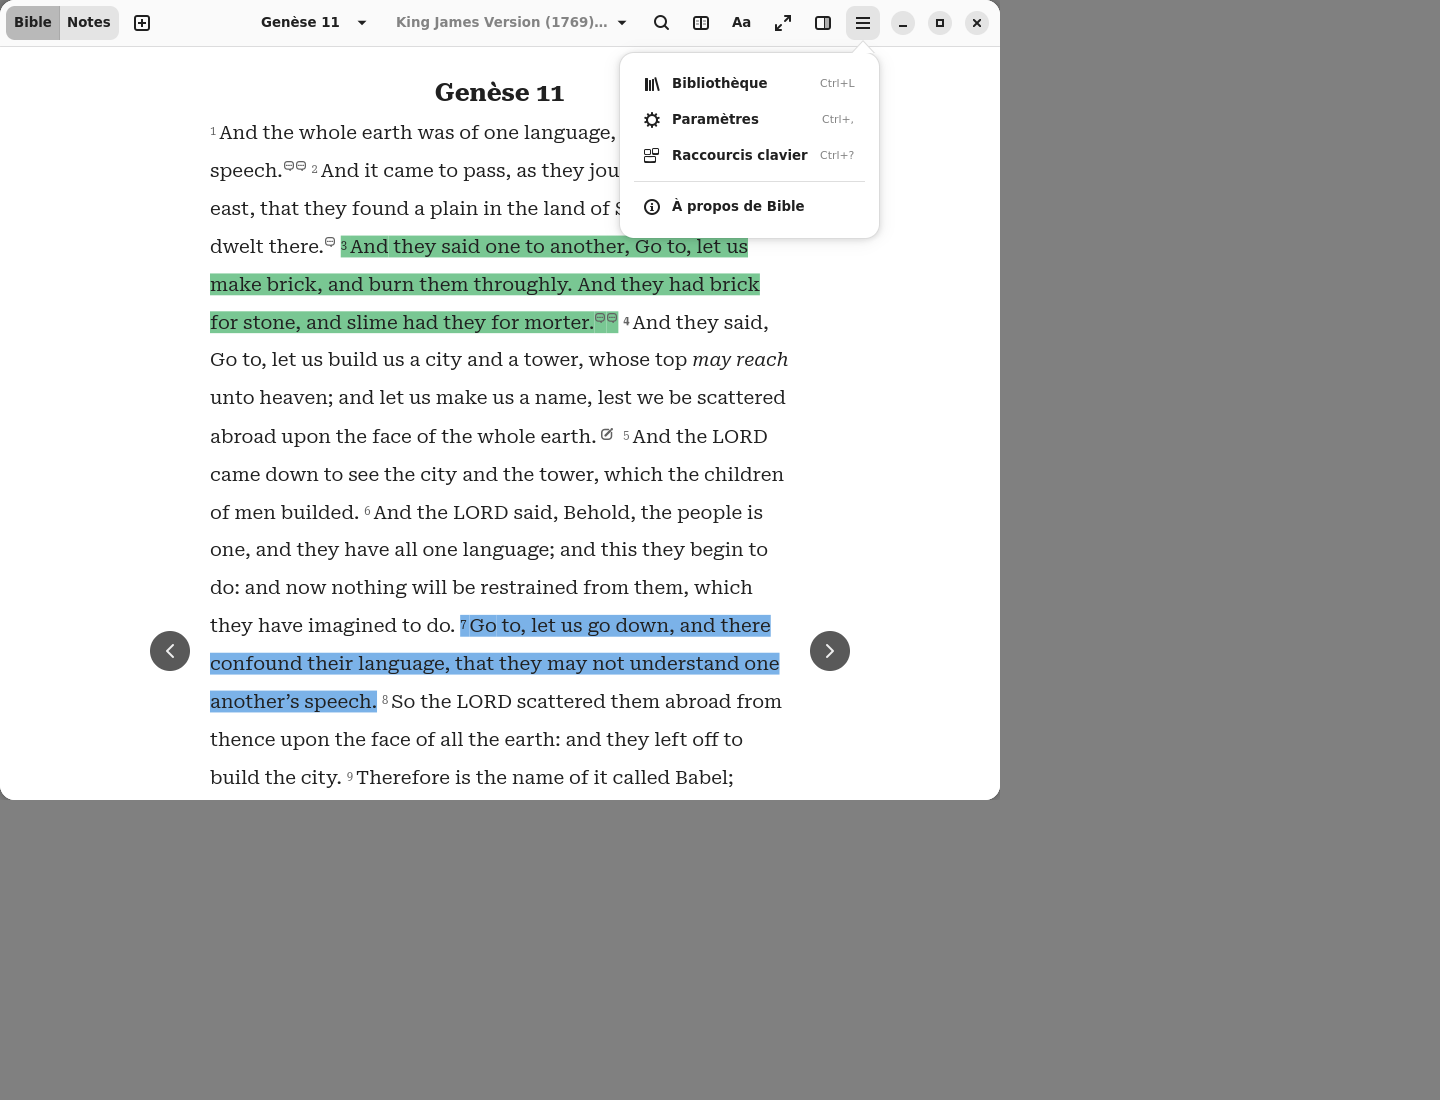 Bible Notes Genèse 11 King James Version (1769)... Aa
Bibliothèque Ctrl+L
Paramètres Ctrl+,
Raccourcis clavier Ctrl+?
À propos de Bible
Genèse 11
1 And the whole earth was of one language,
speech. 2 And it came to pass, as they jou
east, that they found a plain in the land of S
dwelt there. 3 And they said one to another, Go to, let us
make brick, and burn them throughly. And they had brick
for stone, and slime had they for morter. 4 And they said,
Go to, let us build us a city and a tower, whose top may reach
unto heaven; and let us make us a name, lest we be scattered
abroad upon the face of the whole earth. 5 And the LORD
came down to see the city and the tower, which the children
of men builded. 6 And the LORD said, Behold, the people is
one, and they have all one language; and this they begin to
do: and now nothing will be restrained from them, which
they have imagined to do. 7 Go to, let us go down, and there
confound their language, that they may not understand one
another’s speech. 8 So the LORD scattered them abroad from
thence upon the face of all the earth: and they left off to
build the city. 9 Therefore is the name of it called Babel;